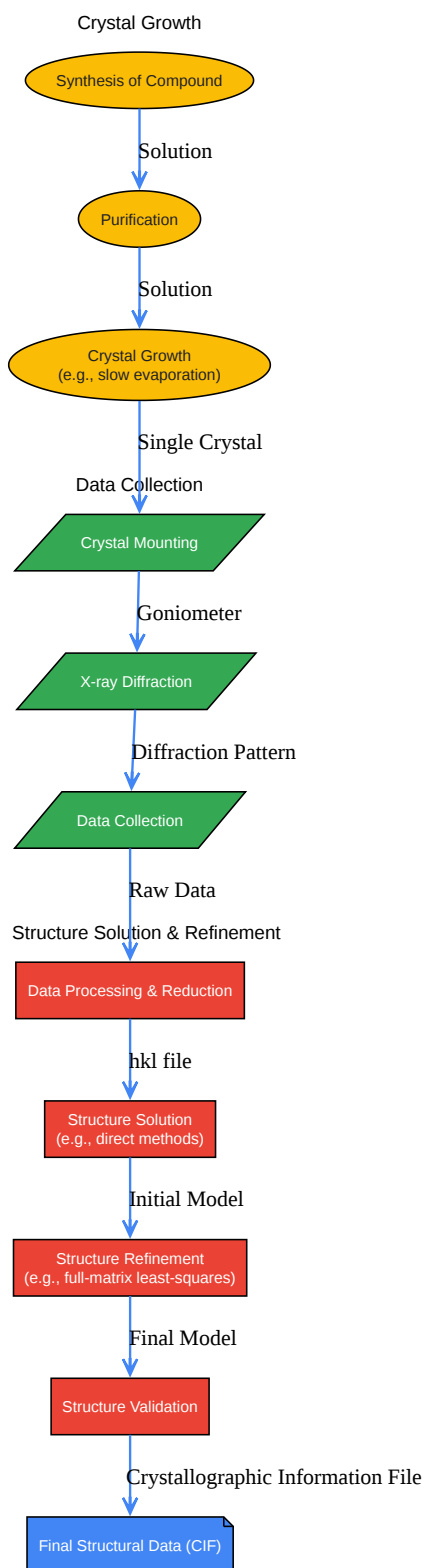 Crystal Growth
Synthesis of Compound
Solution
Purification
Solution
Crystal Growth
(e.g., slow evaporation)
Single Crystal
Data Collection
Crystal Mounting
Goniometer
X-ray Diffraction
Diffraction Pattern
Data Collection
Raw Data
Structure Solution & Refinement
Data Processing & Reduction
hkl file
Structure Solution
(e.g., direct methods)
Initial Model
Structure Refinement
(e.g., full-matrix least-squares)
Final Model
Structure Validation
Crystallographic Information File
Final Structural Data (CIF)